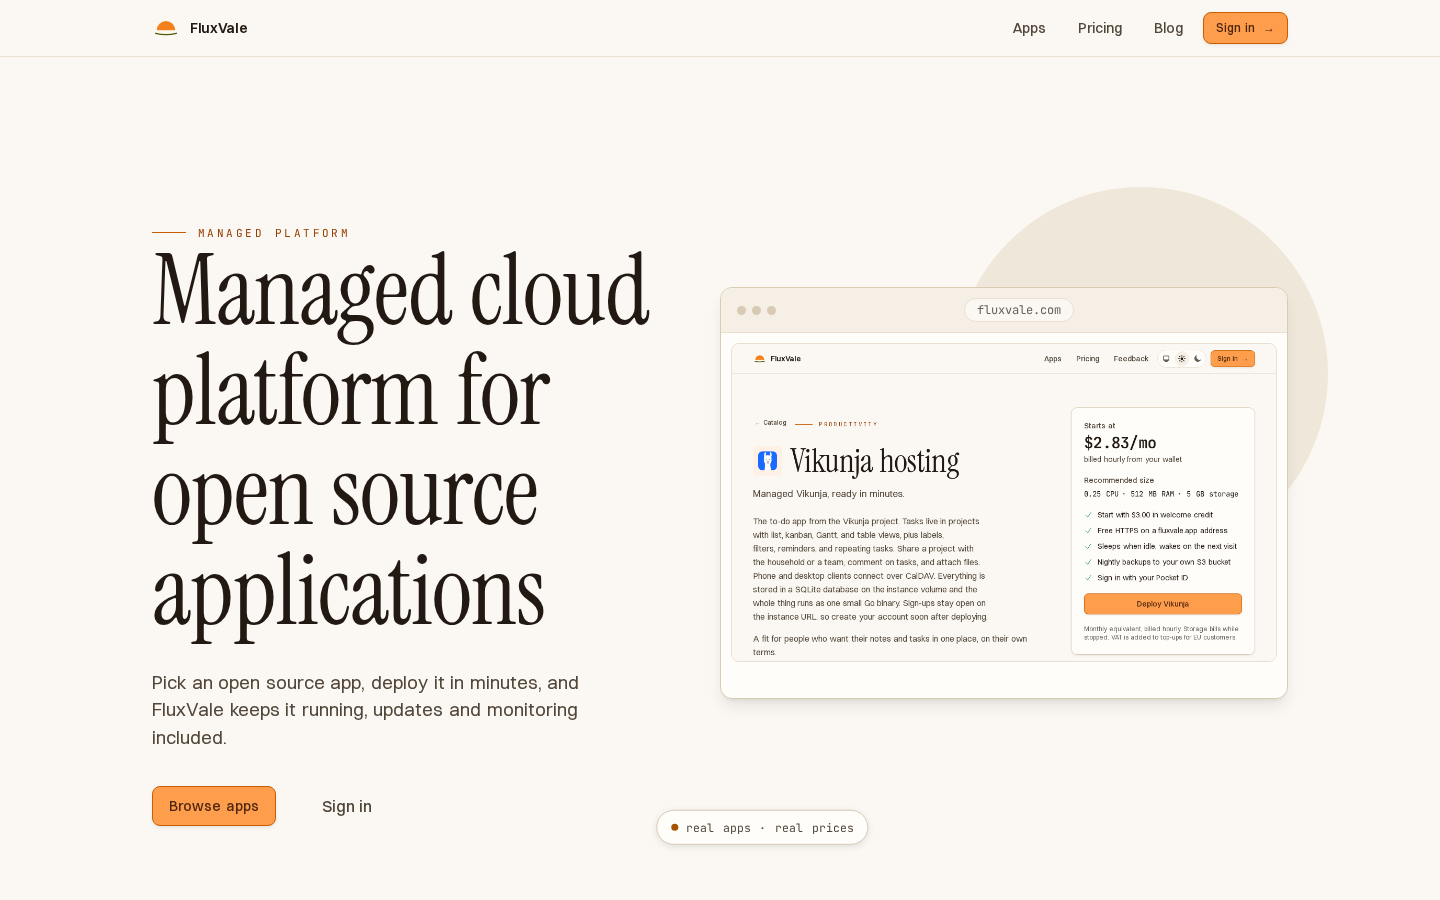 FluxVale
Apps
Pricing
Blog
Sign in →
MANAGED PLATFORM
Managed cloud
platform for
open source
applications
Pick an open source app, deploy it in minutes, and
FluxVale keeps it running, updates and monitoring
included.
Browse apps
Sign in
fluxvale.com
FluxVale
Apps
Pricing
Feedback
Sign in →
← Catalog
PRODUCTIVITY
Vikunja hosting
Managed Vikunja, ready in minutes.
The to-do app from the Vikunja project. Tasks live in projects
with list, kanban, Gantt, and table views, plus labels,
filters, reminders, and repeating tasks. Share a project with
the household or a team, comment on tasks, and attach files.
Phone and desktop clients connect over CalDAV. Everything is
stored in a SQLite database on the instance volume and the
whole thing runs as one small Go binary. Sign-ups stay open on
the instance URL, so create your account soon after deploying.
A fit for people who want their notes and tasks in one place, on their own
terms.
Starts at
$2.83/mo
billed hourly from your wallet
Recommended size
0.25 CPU · 512 MB RAM · 5 GB storage
Start with $3.00 in welcome credit
Free HTTPS on a fluxvale.app address
Sleeps when idle, wakes on the next visit
Nightly backups to your own S3 bucket
Sign in with your Pocket ID
Deploy Vikunja
Monthly equivalent, billed hourly. Storage bills while
stopped. VAT is added to top-ups for EU customers.
real apps · real prices